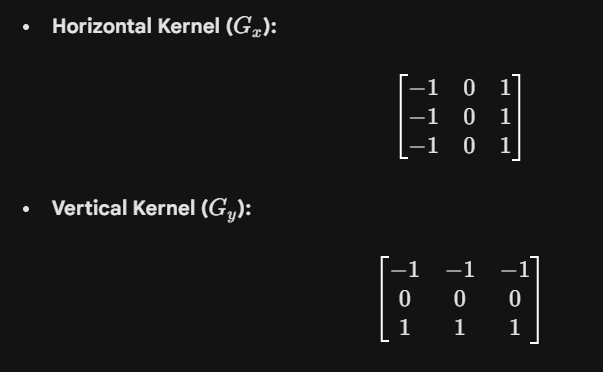 • Horizontal Kernel (Gx):
−1 0 1
−1 0 1
−1 0 1
• Vertical Kernel (Gy):
−1 −1 −1
0 0 0
1 1 1